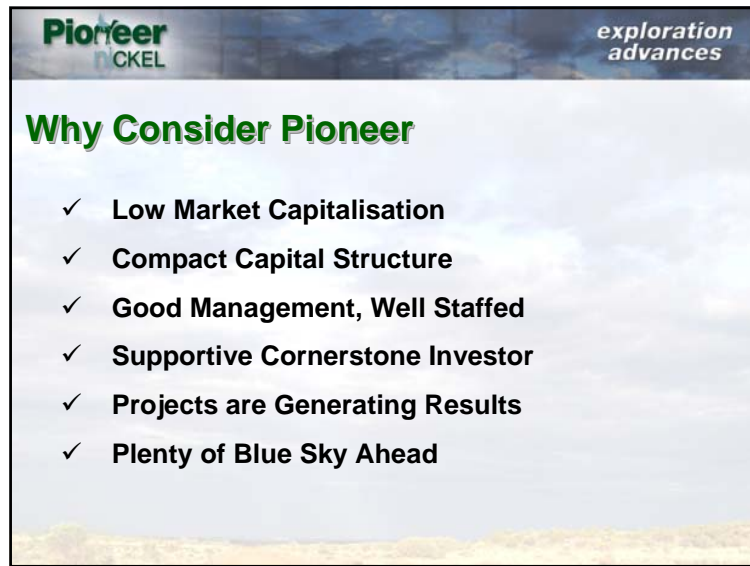 Pioneer
nICKEL
exploration
advances
Why Consider Pioneer
✓ Low Market Capitalisation
✓ Compact Capital Structure
✓ Good Management, Well Staffed
✓ Supportive Cornerstone Investor
✓ Projects are Generating Results
✓ Plenty of Blue Sky Ahead